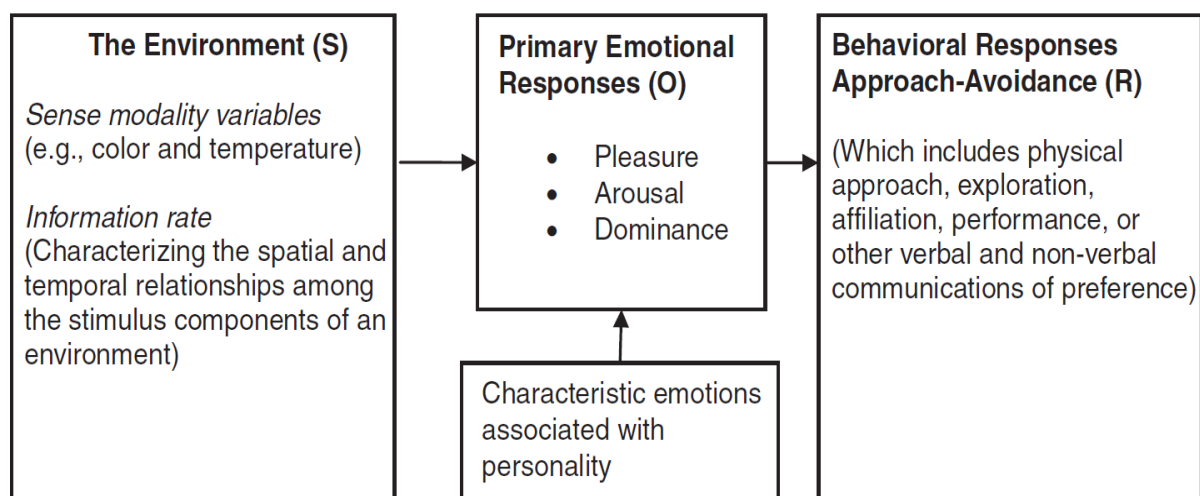 The Environment (S)
Sense modality variables
(e.g., color and temperature)
Information rate
(Characterizing the spatial and
temporal relationships among
the stimulus components of an
environment)
Primary Emotional
Responses (O)
• Pleasure
• Arousal
• Dominance
Characteristic emotions
associated with
personality
Behavioral Responses
Approach-Avoidance (R)
(Which includes physical
approach, exploration,
affiliation, performance, or
other verbal and non-verbal
communications of preference)